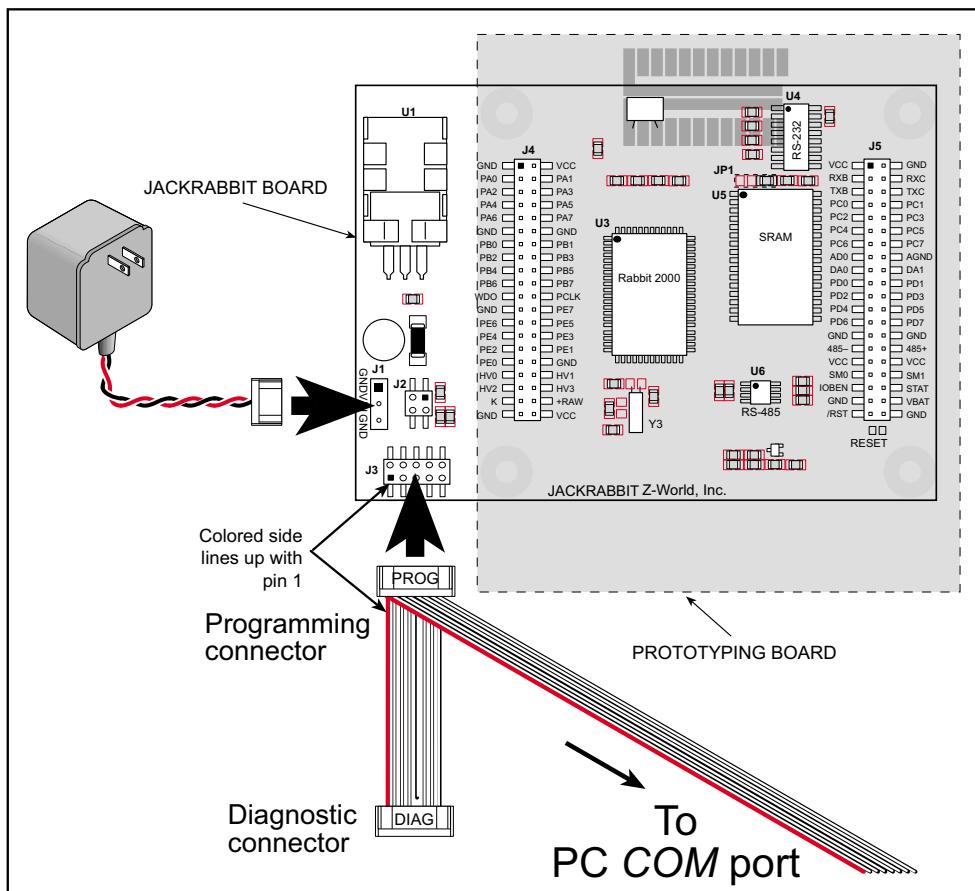 U1
U4
RS-232
J4
J5
GND VCC
PA0 PA1
PA2 PA3
PA4 PA5
PA6 PA7
GND GND
PB0 PB1
PB2 PB3
PB4 PB5
PB6 PB7
WDO PCLK
GND PE7
PE6 PE5
PE4 PE3
PE2 PE1
PE0 GND
HV0 HV1
HV2 HV3
K +RAW
GND VCC
JP1
U5
SRAM
U3
Rabbit 2000
VCC GND
RXB RXC
TXB TXC
PC0 PC1
PC2 PC3
PC4 PC5
PC6 PC7
AD0 AGND
DA0 DA1
PD0 PD1
PD2 PD3
PD4 PD5
PD6 PD7
GND GND
485– 485+
VCC VCC
SM0 SM1
IOBEN STAT
GND VBAT
/RST GND
RESET
JACKRABBIT BOARD
J1
GND
GND
J2
J3
U6
RS-485
Y3
JACKRABBIT Z-World, Inc.
Colored side
lines up with
pin 1
PROG
Programming
connector
PROTOTYPING BOARD
Diagnostic
connector
DIAG
To
PC COM port